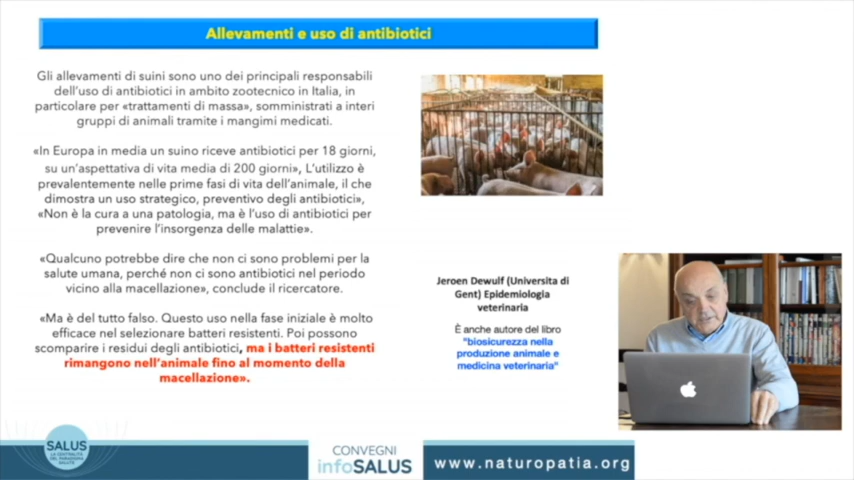 Allevamenti e uso di antibiotici
Gli allevamenti di suini sono uno dei principali responsabili
dell'uso di antibiotici in ambito zootecnico in Italia, in
particolare per «trattamenti di massa», somministrati a interi
gruppi di animali tramite i mangimi medicati.
«In Europa in media un suino riceve antibiotici per 18 giorni,
su un'aspettativa di vita media di 200 giorni», L'utilizzo è
prevalentemente nelle prime fasi di vita dell'animale, il che
dimostra un uso strategico, preventivo degli antibiotici»,
«Non è la cura a una patologia, ma è l'uso di antibiotici per
prevenire l'insorgenza delle malattie».
«Qualcuno potrebbe dire che non ci sono problemi per la
salute umana, perché non ci sono antibiotici nel periodo
vicino alla macellazione», conclude il ricercatore.
«Ma è del tutto falso. Questo uso nella fase iniziale è molto
efficace nel selezionare batteri resistenti. Poi possono
scomparire i residui degli antibiotici, ma i batteri resistenti
rimangono nell'animale fino al momento della
macellazione».
Jeroen Dewulf (Universita di
Gent) Epidemiologia
veterinaria
È anche autore del libro
"biosicurezza nella
produzione animale e
medicina veterinaria"
SALUS
LA CENTRALITÀ
DEL PARADIGMA
SALUTE
CONVEGNI
infoSALUS
www.naturopatia.org